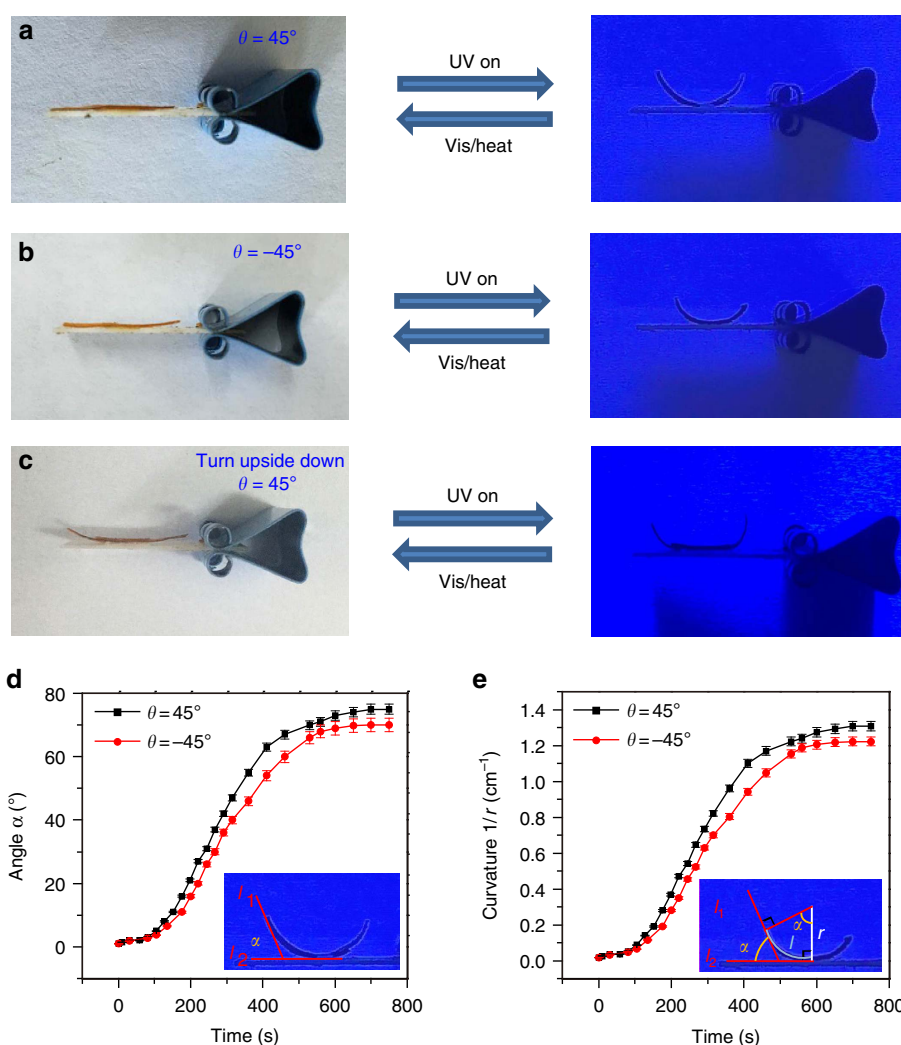 a
θ = 45°
UV on
Vis/heat
b
θ = −45°
UV on
Vis/heat
c
Turn upside down
θ = 45°
UV on
Vis/heat
d
80
60
40
20
0
Angle α (°)
0 200 400 600 800
Time (s)
θ = 45°
θ = −45°
l1
l2
α
e
1.4
1.2
1.0
0.8
0.6
0.4
0.2
0.0
Curvature 1/r (cm⁻¹)
0 200 400 600 800
Time (s)
θ = 45°
θ = −45°
l1
l2
α
α
l
r